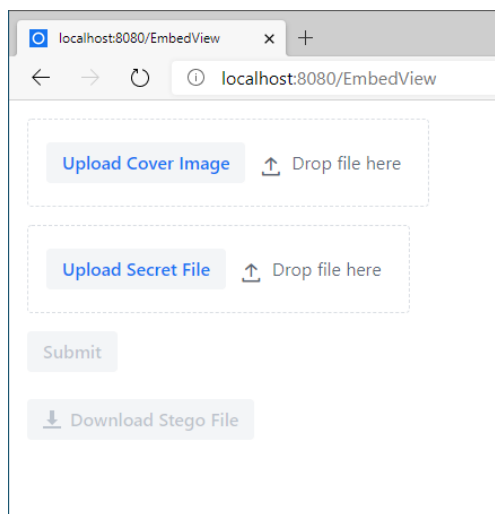 localhost:8080/EmbedView
localhost:8080/EmbedView
Upload Cover Image Drop file here
Upload Secret File Drop file here
Submit
Download Stego File